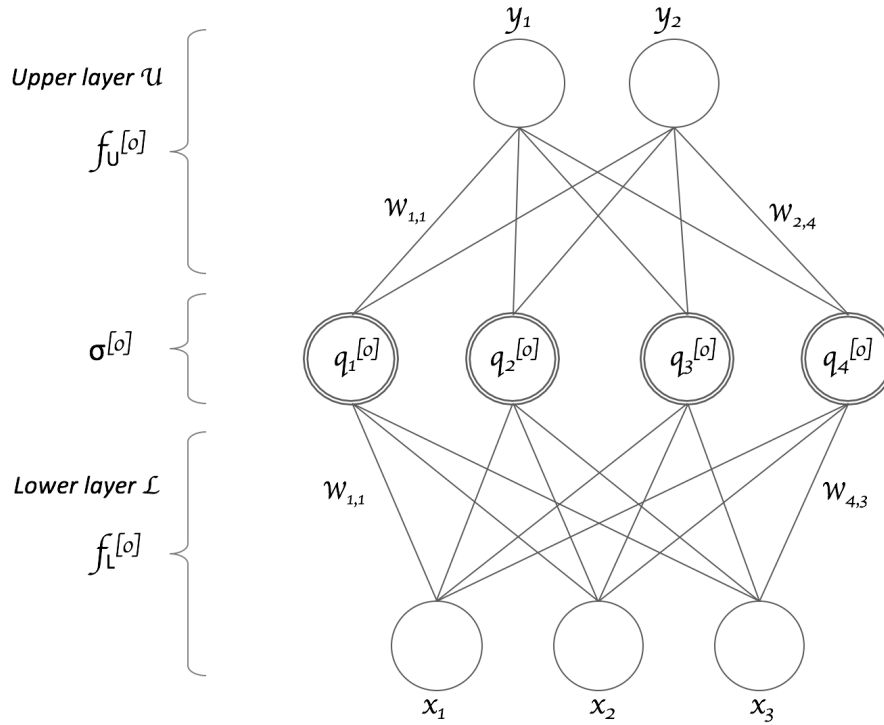 y₁ y₂
Upper layer 𝒰
f_U^[o]
w₁,₁ w₂,₄
σ^[o]
q₁^[o] q₂^[o] q₃^[o] q₄^[o]
Lower layer ℒ
w₁,₁ w₄,₃
f_L^[o]
x₁ x₂ x₃